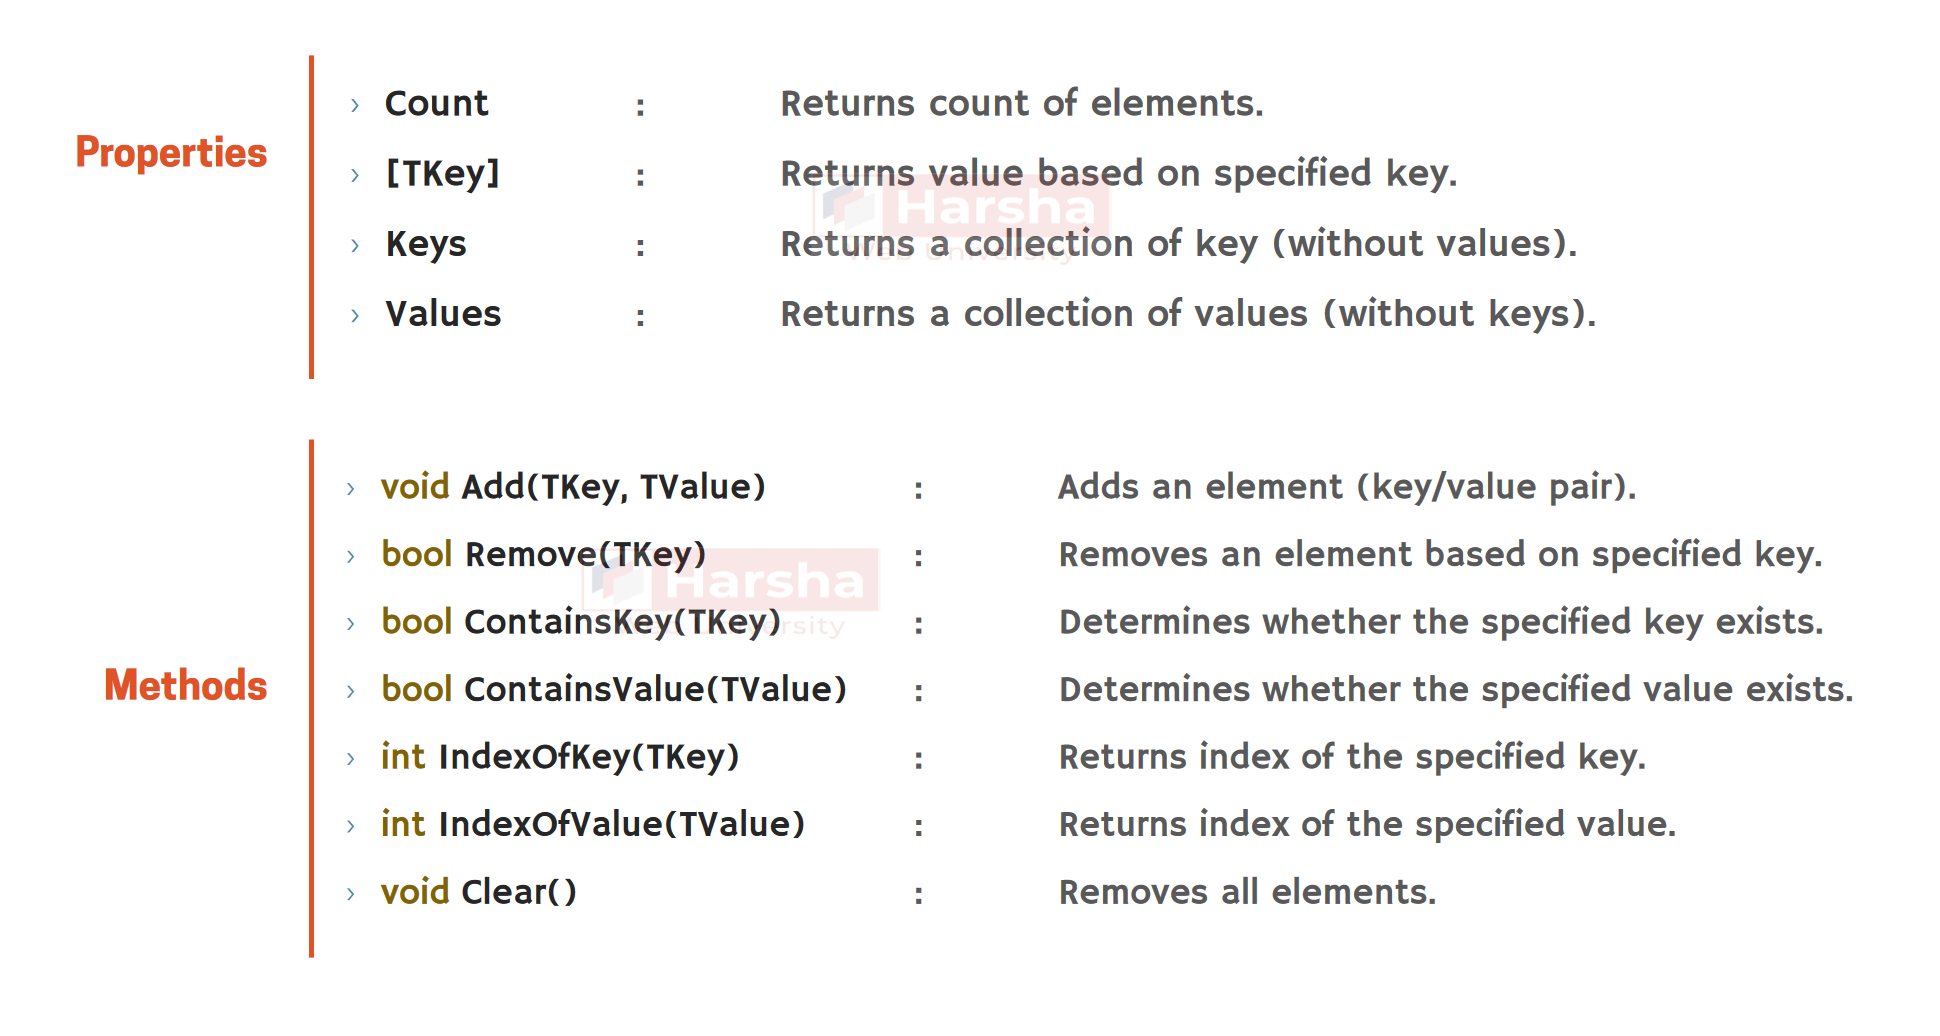 Properties
› Count : Returns count of elements.
› [TKey] : Returns value based on specified key.
› Keys : Returns a collection of key (without values).
› Values : Returns a collection of values (without keys).
Harsha
Web University
Methods
› void Add(TKey, TValue) : Adds an element (key/value pair).
› bool Remove(TKey) : Removes an element based on specified key.
› bool ContainsKey(TKey) : Determines whether the specified key exists.
› bool ContainsValue(TValue) : Determines whether the specified value exists.
› int IndexOfKey(TKey) : Returns index of the specified key.
› int IndexOfValue(TValue) : Returns index of the specified value.
› void Clear() : Removes all elements.
Harsha
Web University